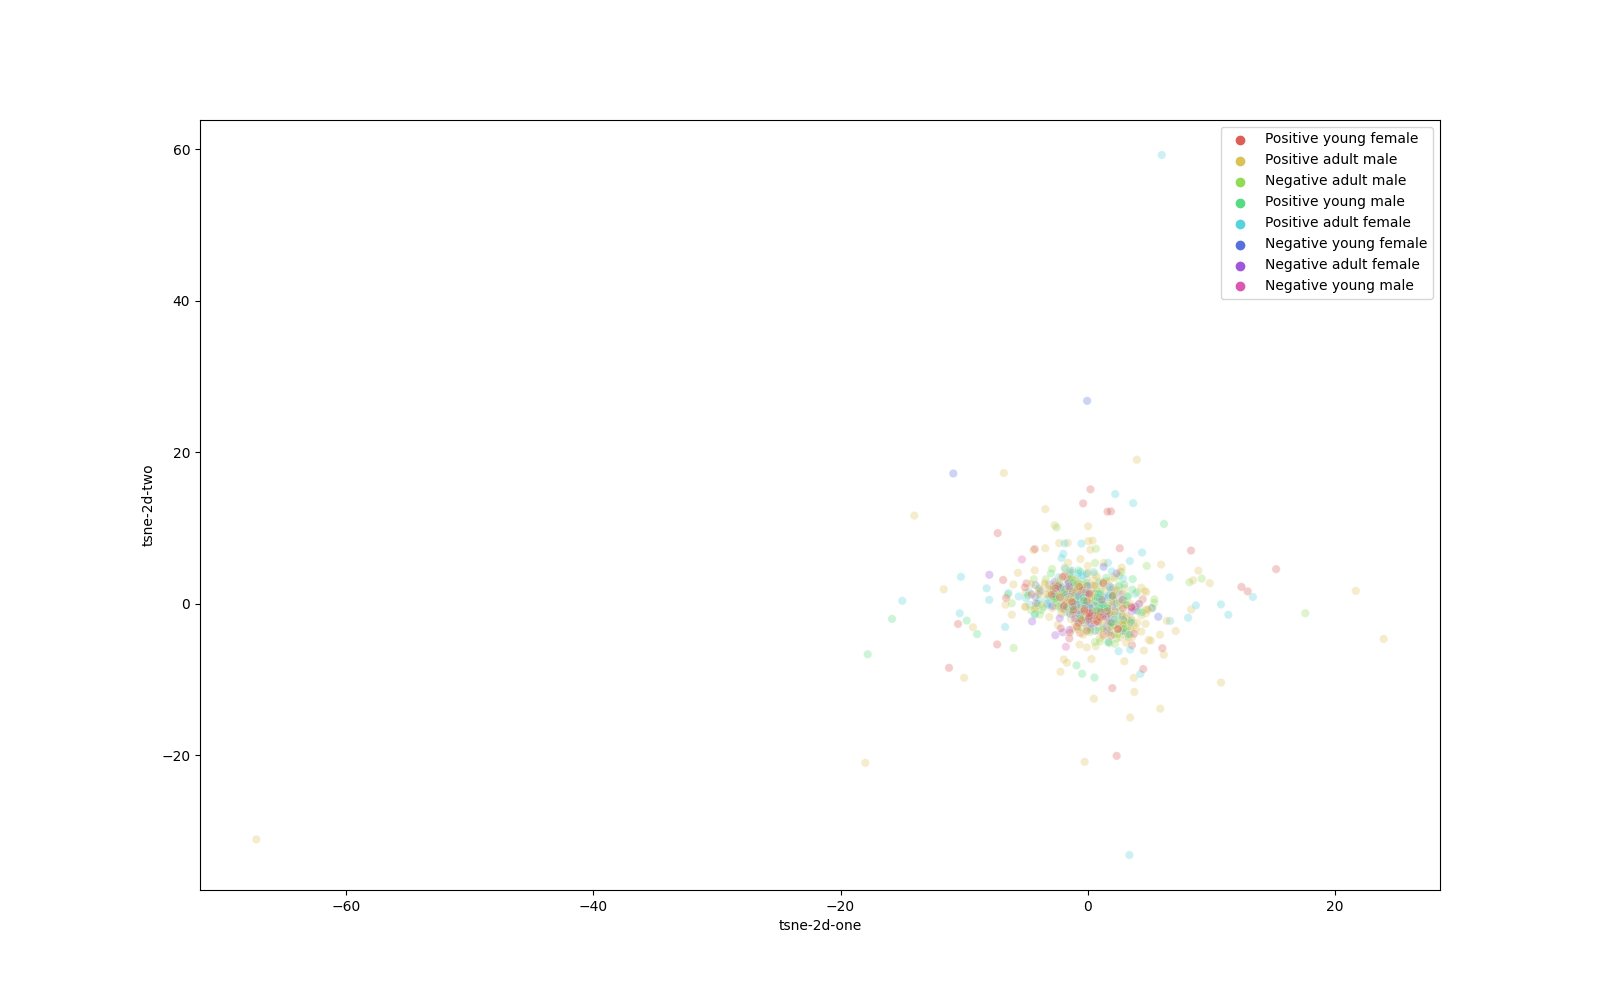 Positive young female
Positive adult male
Negative adult male
Positive young male
Positive adult female
Negative young female
Negative adult female
Negative young male
60
40
20
0
−20
tsne-2d-two
−60
−40
−20
0
20
tsne-2d-one